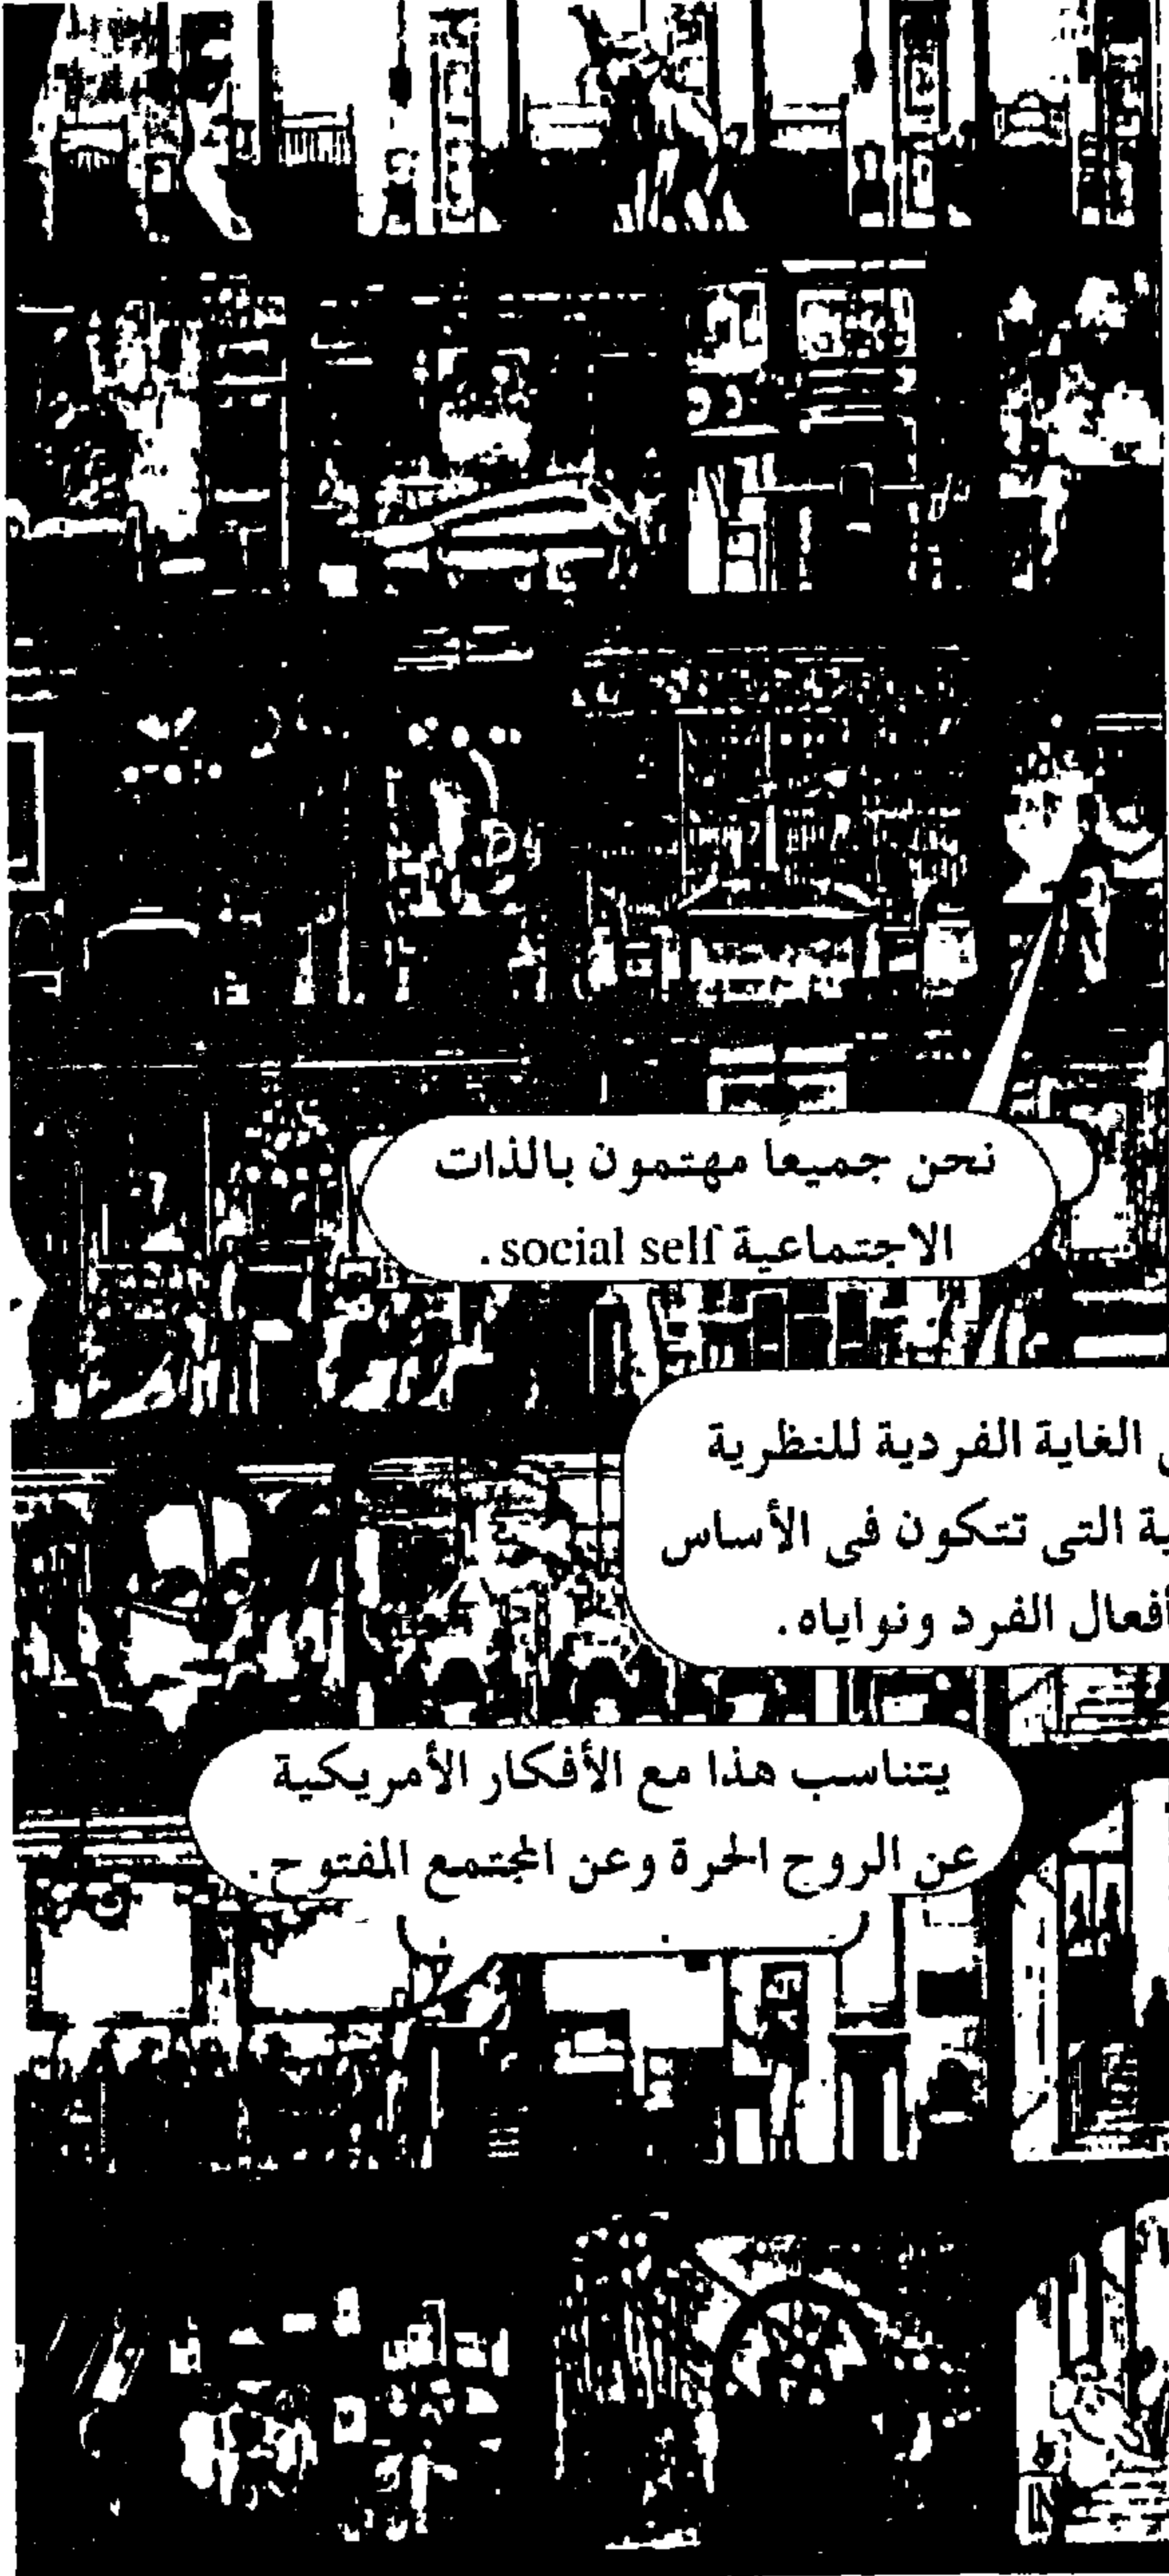 نحن جميعاً مهتمون بالذات
الاجتماعية social self.
الغاية الفردية للنظرية
التى تتكون فى الأساس
أفعال الفرد ونواياه.
يتناسب هذا مع الأفكار الأمريكية
عن الروح الحرة وعن المجتمع المفتوح.